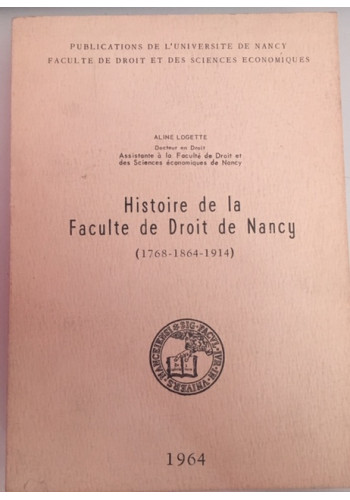 PUBLICATIONS DE L'UNIVERSITE DE NANCY
FACULTE DE DROIT ET DES SCIENCES ECONOMIQUES
ALINE LOGETTE
Docteur en Droit
Assistante à la Faculté de Droit et
des Sciences économiques de Nancy
Histoire de la
Faculte de Droit de Nancy
(1768-1864-1914)
1964